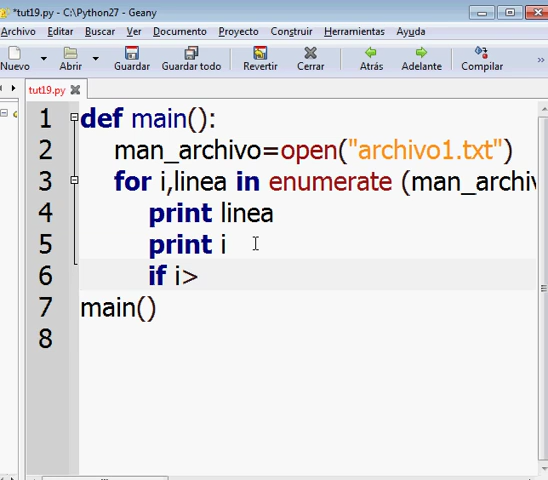 *tut19.py - C:\Python27 - Geany
Archivo Editar Buscar Ver Documento Proyecto Construir Herramientas Ayuda
Nuevo Abrir Guardar Guardar todo Revertir Cerrar Atrás Adelante Compilar
tut19.py
1 def main():
2 man_archivo=open("archivo1.txt")
3 for i,linea in enumerate (man_archiv
4 print linea
5 print i
6 if i>
7 main()
8